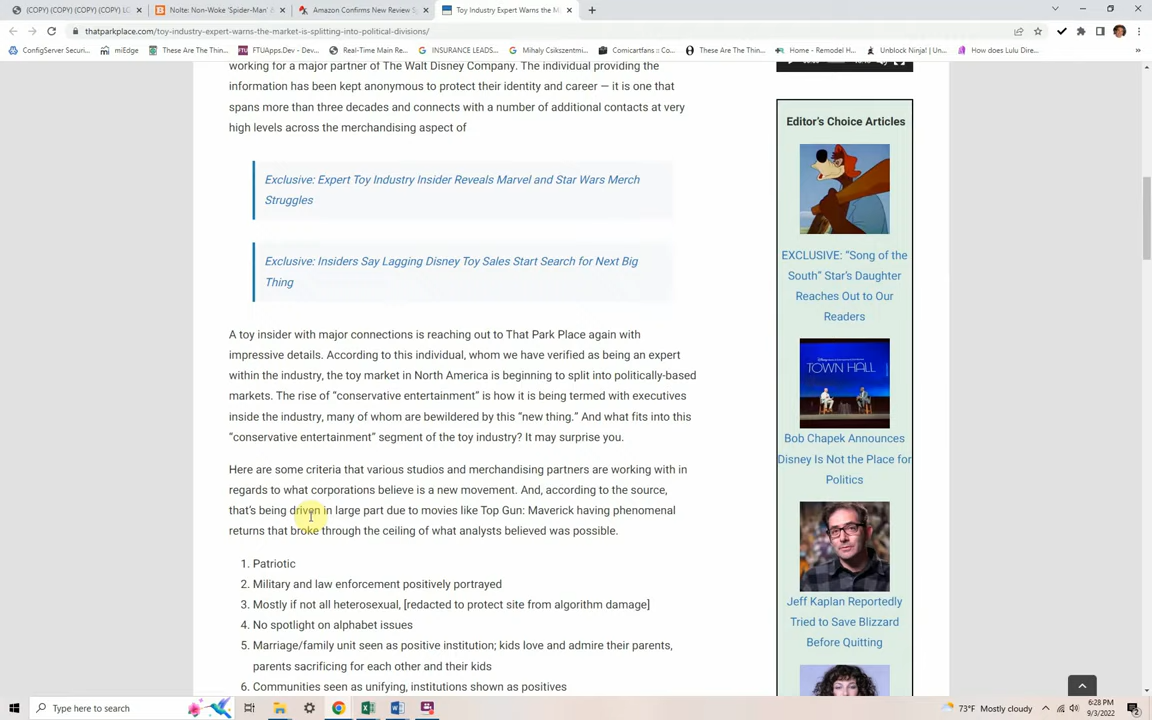 (COPY) (COPY) (COPY) (COPY) L
Nolte: Non-Woke 'Spider-Man' &
Amazon Confirms New Review S
Toy Industry Expert Warns the M
thatparkplace.com/toy-industry-expert-warns-the-market-is-splitting-into-political-divisions/
ConfigServer Securi...
miEdge
These Are The Thin...
FTUApps.Dev - Dev...
Real-Time Main Re...
INSURANCE LEADS...
Mihaly Csikszentmi...
Comicartfans :: Co...
These Are The Thin...
Home - Remodel H...
Unblock Ninja! | Un...
How does Lulu Dire...
working for a major partner of The Walt Disney Company. The individual providing the
information has been kept anonymous to protect their identity and career — it is one that
spans more than three decades and connects with a number of additional contacts at very
high levels across the merchandising aspect of
Exclusive: Expert Toy Industry Insider Reveals Marvel and Star Wars Merch
Struggles
Exclusive: Insiders Say Lagging Disney Toy Sales Start Search for Next Big
Thing
A toy insider with major connections is reaching out to That Park Place again with
impressive details. According to this individual, whom we have verified as being an expert
within the industry, the toy market in North America is beginning to split into politically-based
markets. The rise of “conservative entertainment” is how it is being termed with executives
inside the industry, many of whom are bewildered by this “new thing.” And what fits into this
“conservative entertainment” segment of the toy industry? It may surprise you.
Here are some criteria that various studios and merchandising partners are working with in
regards to what corporations believe is a new movement. And, according to the source,
that’s being driven in large part due to movies like Top Gun: Maverick having phenomenal
returns that broke through the ceiling of what analysts believed was possible.
1. Patriotic
2. Military and law enforcement positively portrayed
3. Mostly if not all heterosexual, [redacted to protect site from algorithm damage]
4. No spotlight on alphabet issues
5. Marriage/family unit seen as positive institution; kids love and admire their parents,
parents sacrificing for each other and their kids
6. Communities seen as unifying, institutions shown as positives
Editor’s Choice Articles
EXCLUSIVE: “Song of the
South” Star’s Daughter
Reaches Out to Our
Readers
TOWN HALL
Bob Chapek Announces
Disney Is Not the Place for
Politics
Jeff Kaplan Reportedly
Tried to Save Blizzard
Before Quitting
Type here to search
73°F Mostly cloudy
6:28 PM
9/3/2022